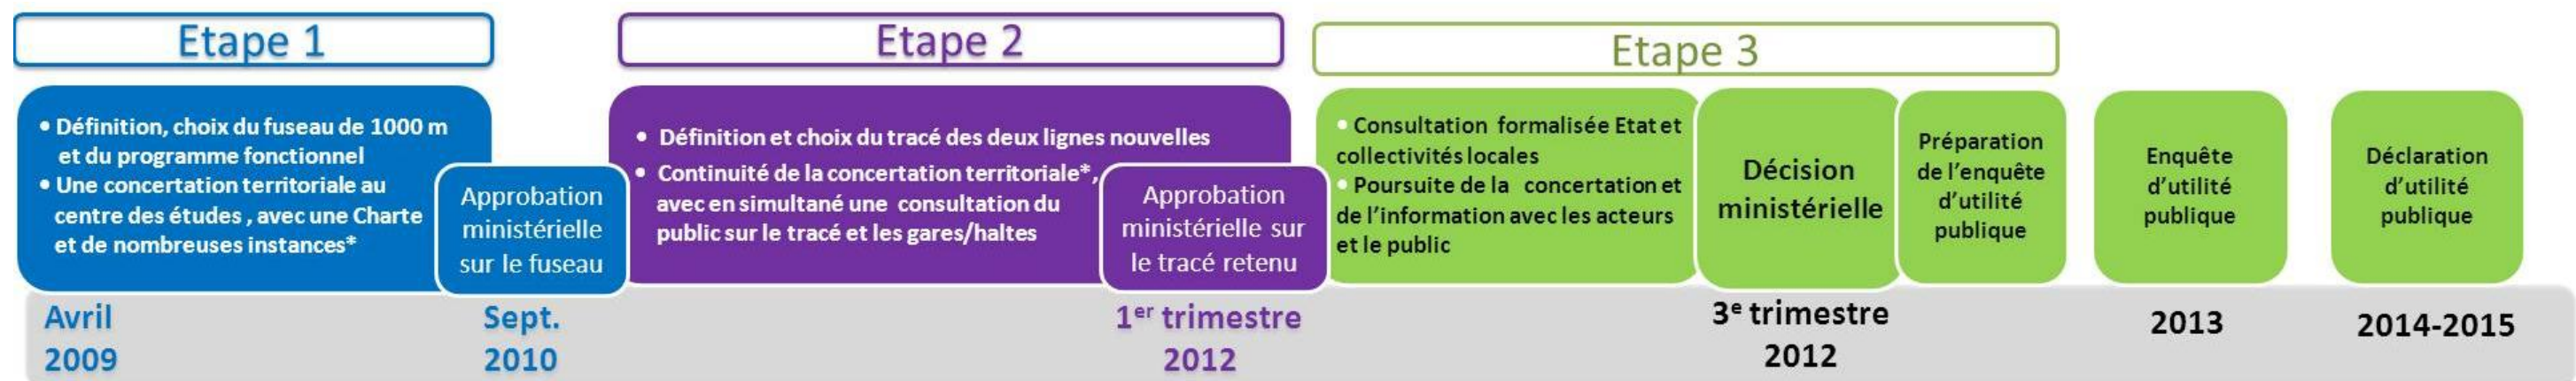 Etape 1
• Définition, choix du fuseau de 1000 m
et du programme fonctionnel
• Une concertation territoriale au
centre des études , avec une Charte
et de nombreuses instances*
Approbation
ministérielle
sur le fuseau
Etape 2
• Définition et choix du tracé des deux lignes nouvelles
• Continuité de la concertation territoriale*,
avec en simultané une consultation du
public sur le tracé et les gares/haltes
Approbation
ministérielle sur
le tracé retenu
Etape 3
• Consultation formalisée Etat et
collectivités locales
• Poursuite de la concertation et
de l'information avec les acteurs
et le public
Décision
ministérielle
Préparation
de l'enquête
d'utilité
publique
Enquête
d'utilité
publique
Déclaration
d'utilité
publique
Avril
2009
Sept.
2010
1er trimestre
2012
3e trimestre
2012
2013
2014-2015